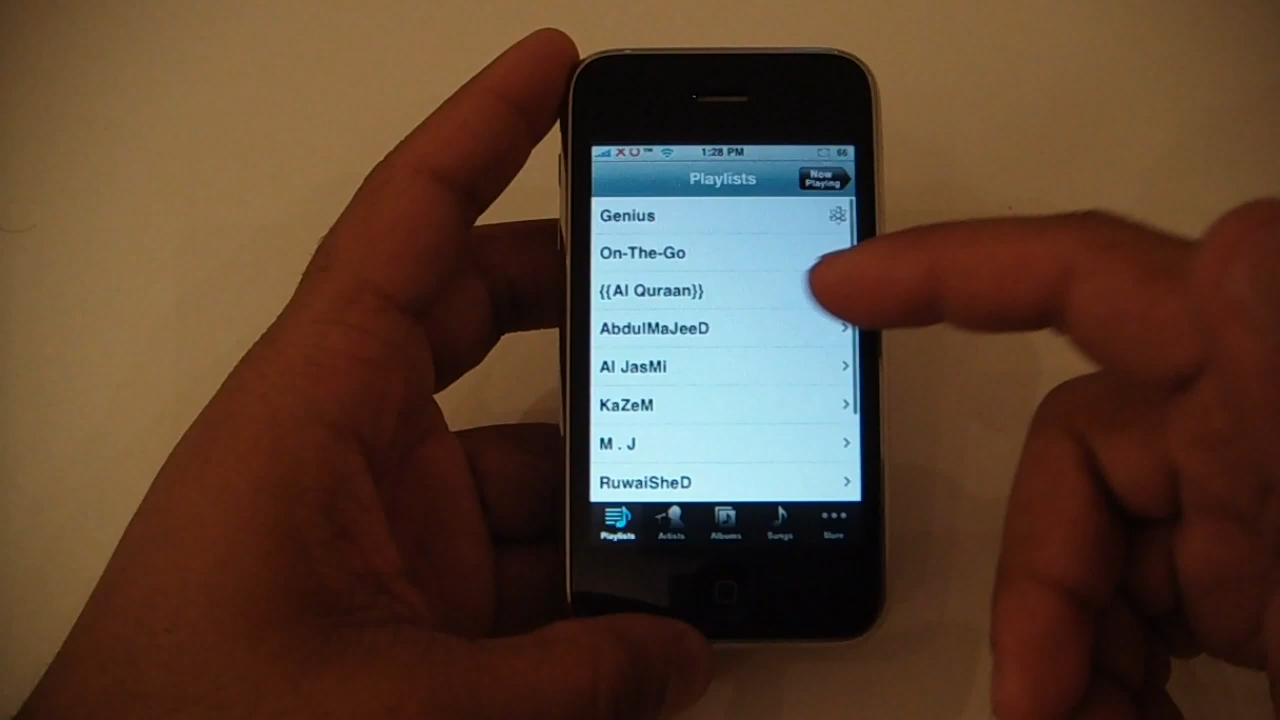 XO™ 1:28 PM 66
Playlists
Now Playing
Genius
On-The-Go
{{Al Quraan}}
AbdulMaJeeD
Al JasMi
KaZeM
M . J
RuwaiSheD
Playlists Artists Albums Songs More